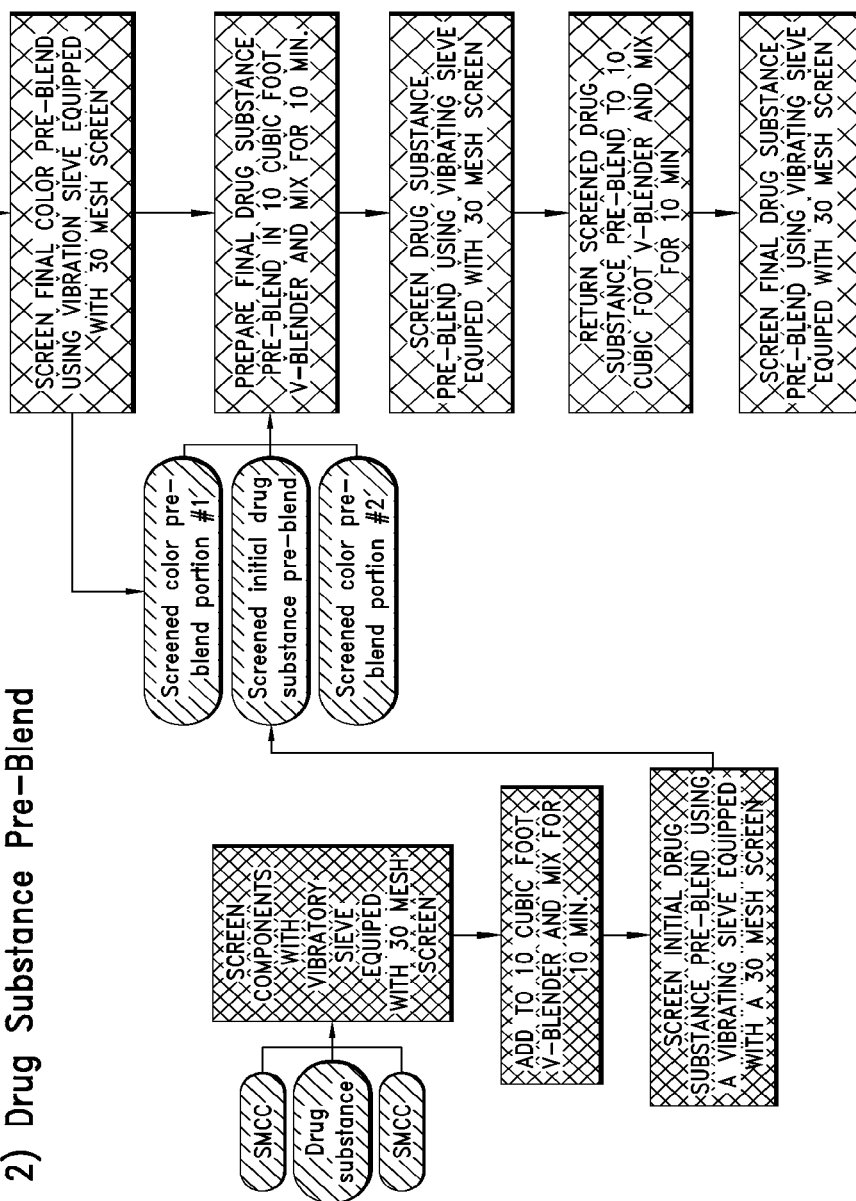 2) Drug Substance Pre-Blend
SMCC
Drug
substance
SMCC
SCREEN
COMPONENTS
WITH
VIBRATORY
SIEVE
EQUIPED
WITH 30 MESH
SCREEN
ADD TO 10 CUBIC FOOT
V-BLENDER AND MIX FOR
10 MIN.
SCREEN INITIAL DRUG
SUBSTANCE PRE-BLEND USING
A VIBRATING SIEVE EQUIPPED
WITH A 30 MESH SCREEN
Screened color pre-
blend portion #1
Screened initial drug
substance pre-blend
Screened color pre-
blend portion #2
SCREEN FINAL COLOR PRE-BLEND
USING VIBRATION SIEVE EQUIPPED
WITH 30 MESH SCREEN
PREPARE FINAL DRUG SUBSTANCE
PRE-BLEND IN 10 CUBIC FOOT
V-BLENDER AND MIX FOR 10 MIN.
SCREEN DRUG SUBSTANCE
PRE-BLEND USING VIBRATING SIEVE
EQUIPED WITH 30 MESH SCREEN
RETURN SCREENED DRUG
SUBSTANCE PRE-BLEND TO 10
CUBIC FOOT V-BLENDER AND MIX
FOR 10 MIN
SCREEN FINAL DRUG SUBSTANCE
PRE-BLEND USING VIBRATING SIEVE
EQUIPED WITH 30 MESH SCREEN